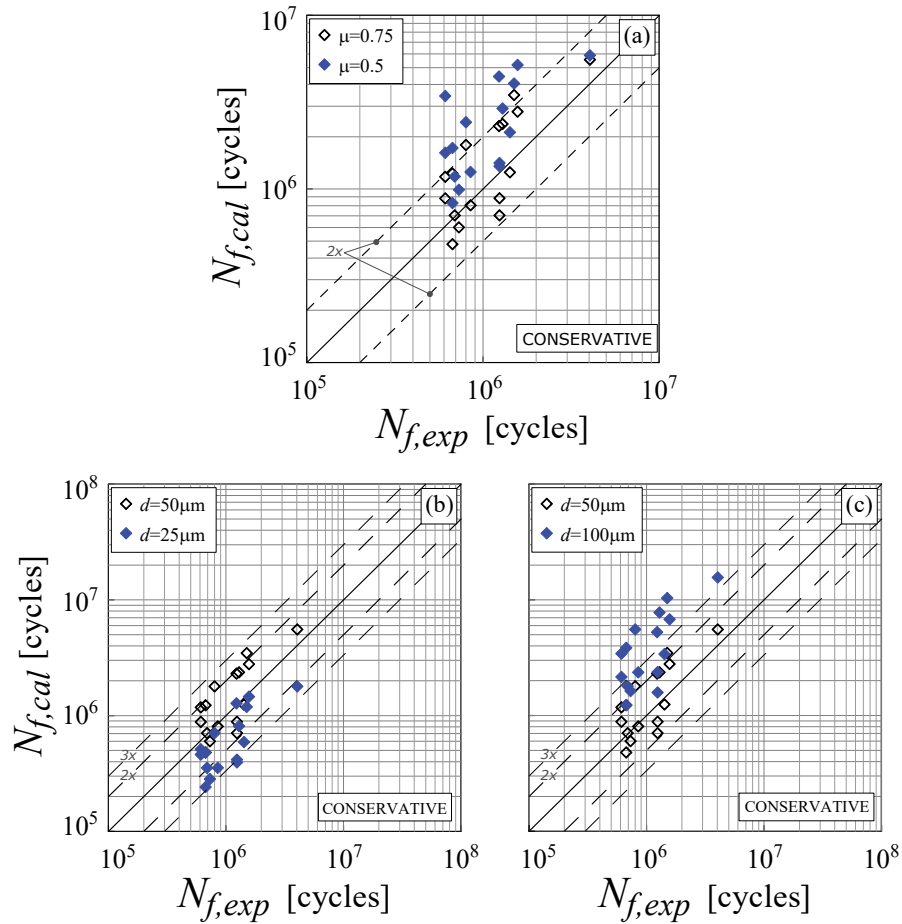 (a)
μ=0.75
μ=0.5
10⁷
10⁶
10⁵
2x
CONSERVATIVE
10⁵ 10⁶ 10⁷
N_f,cal [cycles]
N_f,exp [cycles]
(b)
d=50μm
d=25μm
10⁸
10⁷
10⁶
10⁵
3x
2x
CONSERVATIVE
10⁵ 10⁶ 10⁷ 10⁸
N_f,cal [cycles]
N_f,exp [cycles]
(c)
d=50μm
d=100μm
3x
2x
CONSERVATIVE
10⁵ 10⁶ 10⁷ 10⁸
N_f,exp [cycles]